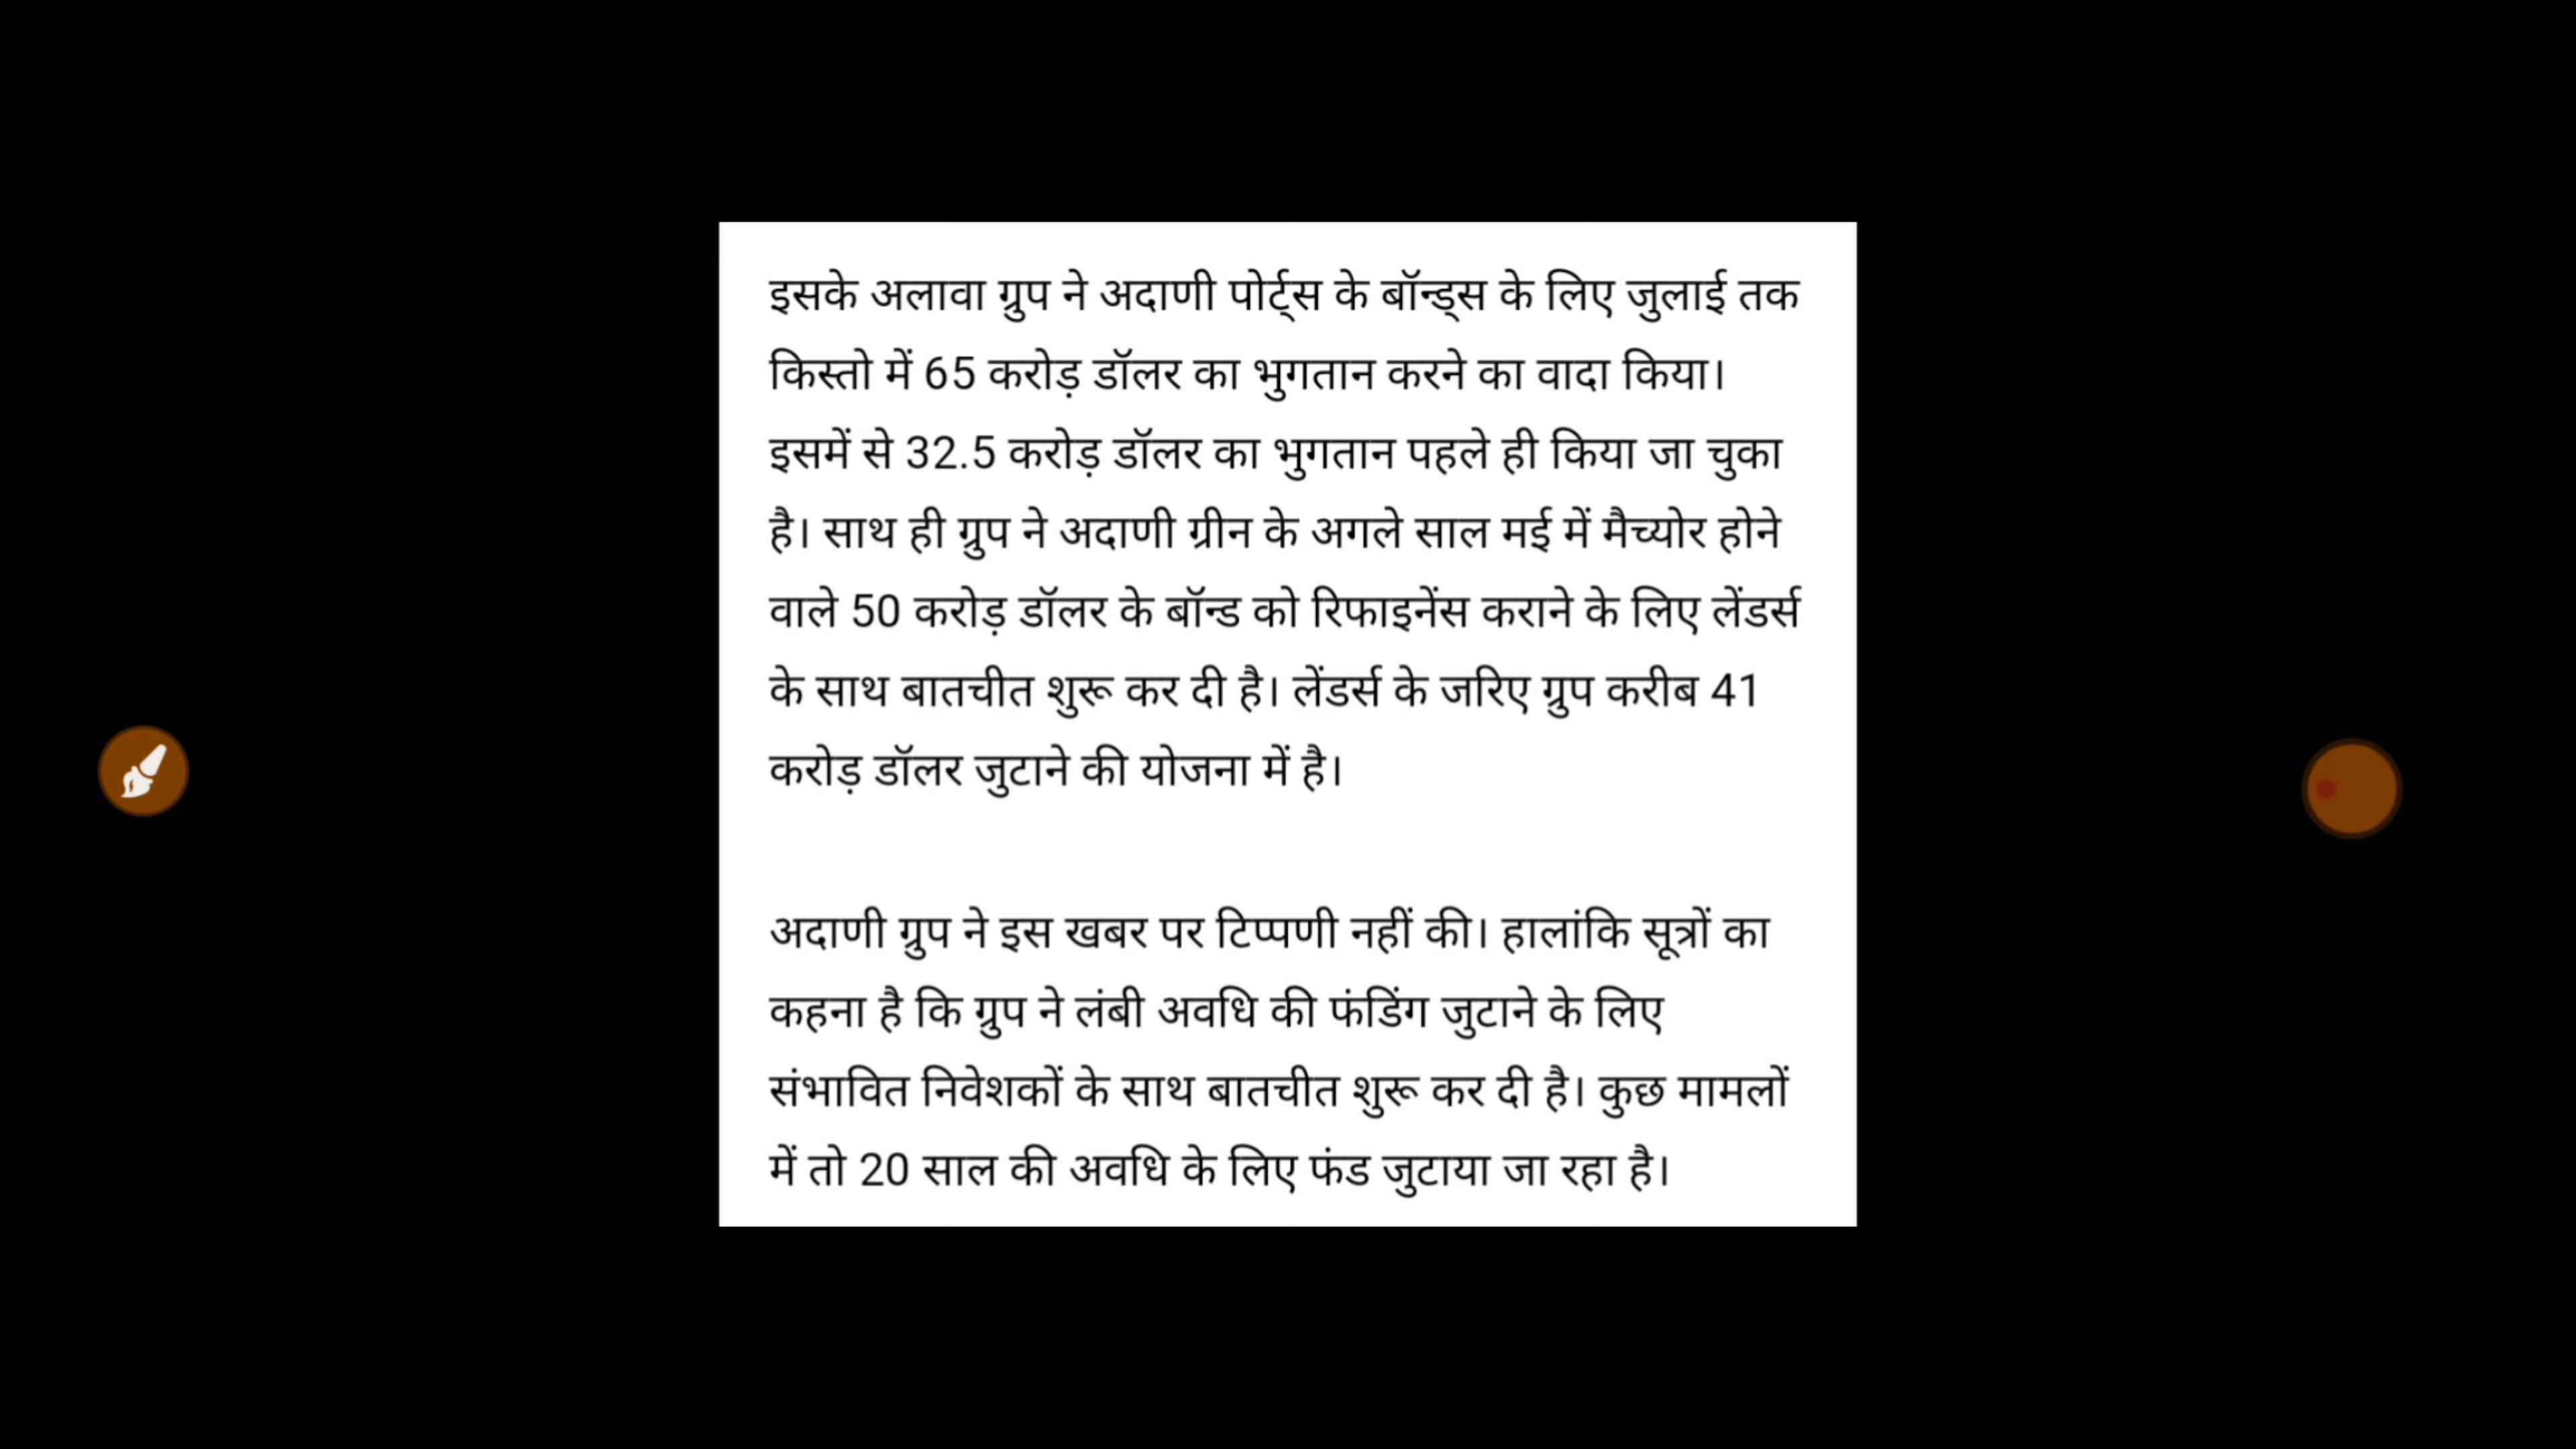 इसके अलावा ग्रुप ने अदाणी पोर्ट्स के बॉन्ड्स के लिए जुलाई तक
किस्तो में 65 करोड़ डॉलर का भुगतान करने का वादा किया।
इसमें से 32.5 करोड़ डॉलर का भुगतान पहले ही किया जा चुका
है। साथ ही ग्रुप ने अदाणी ग्रीन के अगले साल मई में मैच्योर होने
वाले 50 करोड़ डॉलर के बॉन्ड को रिफाइनेंस कराने के लिए लेंडर्स
के साथ बातचीत शुरू कर दी है। लेंडर्स के जरिए ग्रुप करीब 41
करोड़ डॉलर जुटाने की योजना में है।
अदाणी ग्रुप ने इस खबर पर टिप्पणी नहीं की। हालांकि सूत्रों का
कहना है कि ग्रुप ने लंबी अवधि की फंडिंग जुटाने के लिए
संभावित निवेशकों के साथ बातचीत शुरू कर दी है। कुछ मामलों
में तो 20 साल की अवधि के लिए फंड जुटाया जा रहा है।